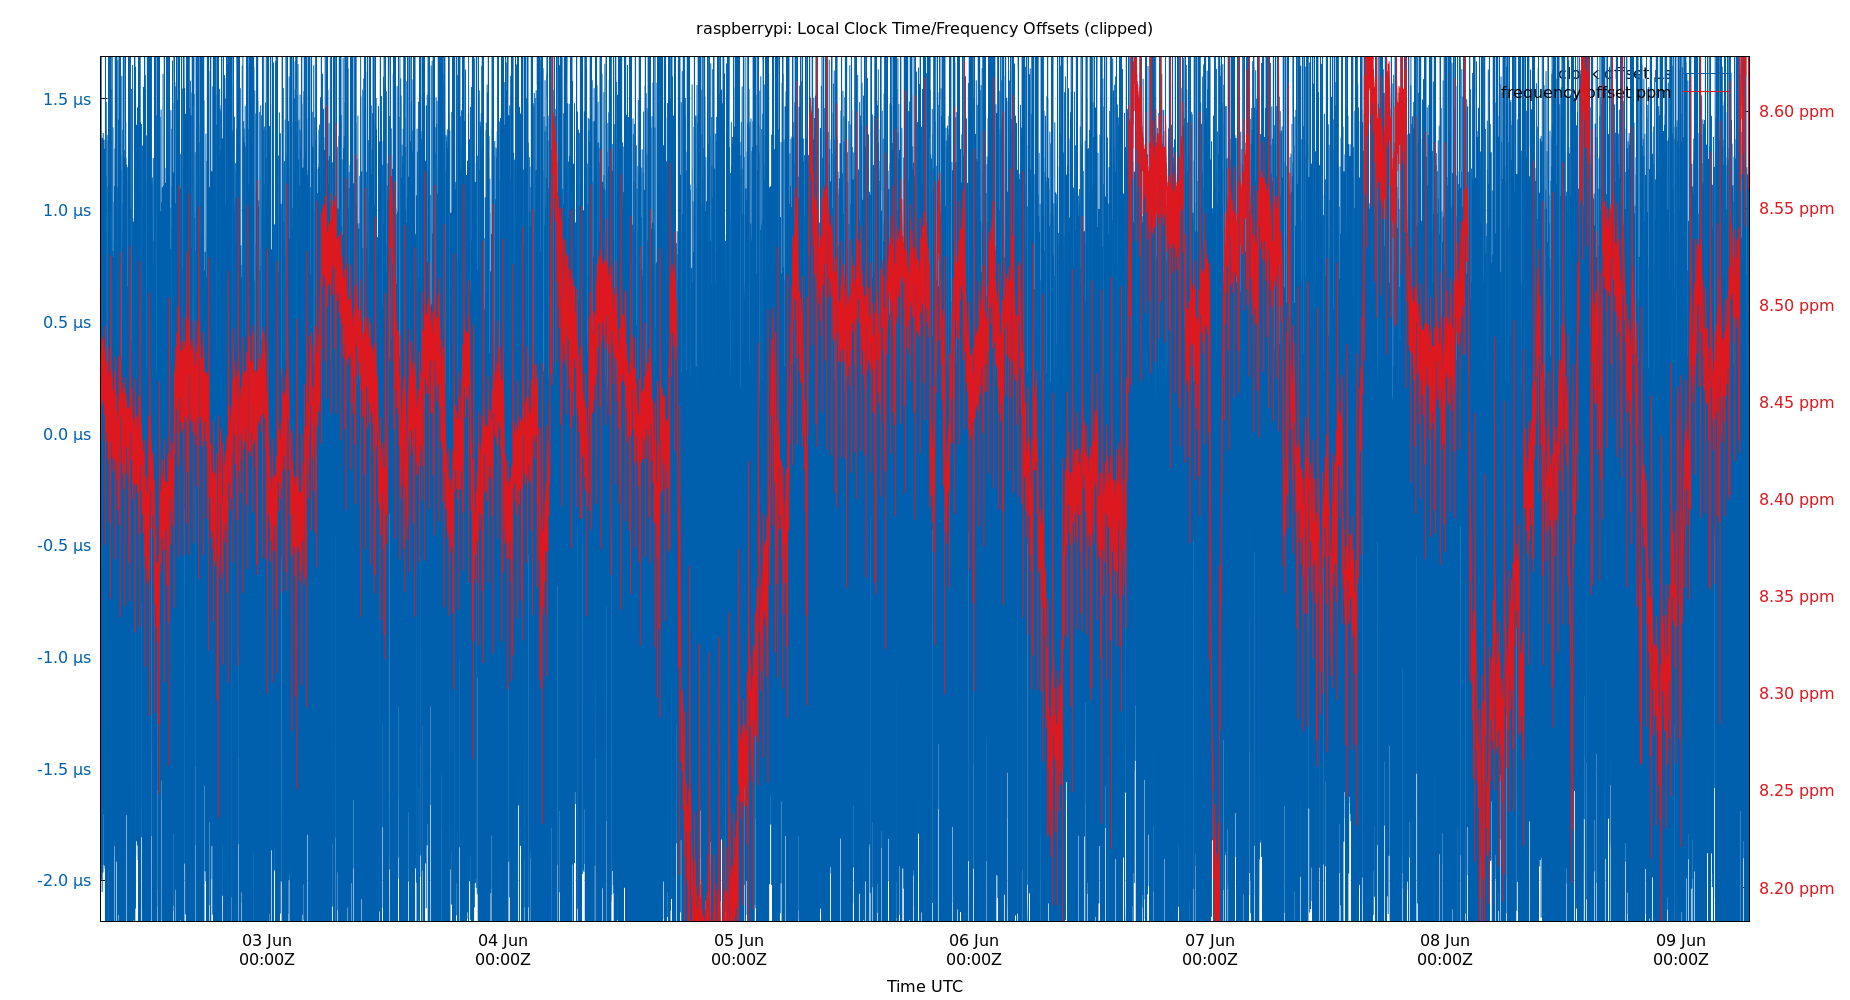 raspberrypi: Local Clock Time/Frequency Offsets (clipped)
clock offset µs
frequency offset ppm
1.5 µs
1.0 µs
0.5 µs
0.0 µs
-0.5 µs
-1.0 µs
-1.5 µs
-2.0 µs
8.60 ppm
8.55 ppm
8.50 ppm
8.45 ppm
8.40 ppm
8.35 ppm
8.30 ppm
8.25 ppm
8.20 ppm
03 Jun 04 Jun 05 Jun 06 Jun 07 Jun 08 Jun 09 Jun
00:00Z 00:00Z 00:00Z 00:00Z 00:00Z 00:00Z 00:00Z
Time UTC